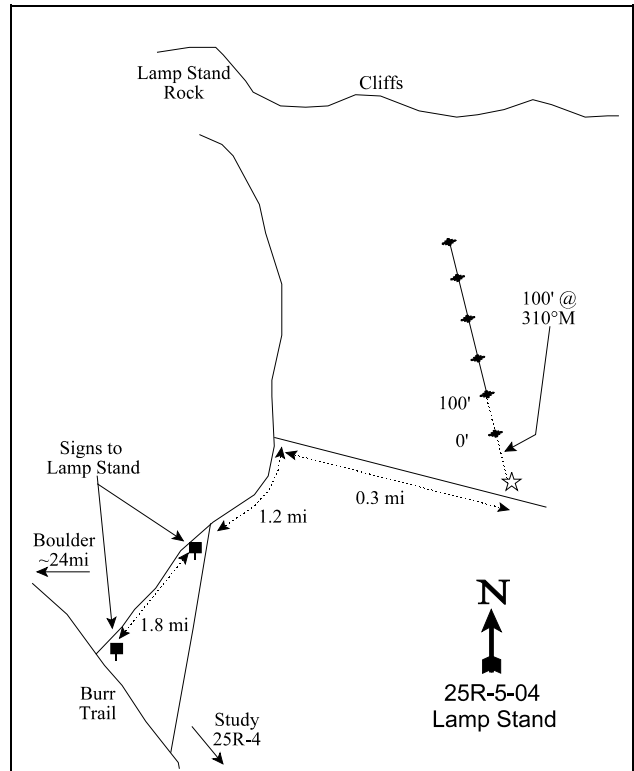 Lamp Stand
Rock
Cliffs
100' @
310°M
100'
0'
Signs to
Lamp Stand
0.3 mi
1.2 mi
Boulder
~24mi
1.8 mi
N
Burr
Trail
Study
25R-4
25R-5-04
Lamp Stand